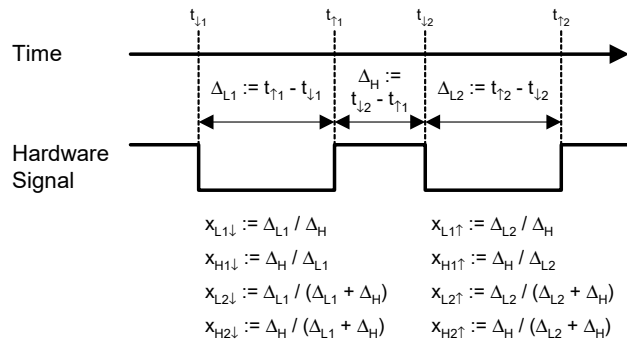 t↓1 t↑1 t↓2 t↑2
Time
ΔL1 := t↑1 - t↓1
ΔH :=
t↓2 - t↑1
ΔL2 := t↑2 - t↓2
Hardware
Signal
xL1↓ := ΔL1 / ΔH
xH1↓ := ΔH / ΔL1
xL2↓ := ΔL1 / (ΔL1 + ΔH)
xH2↓ := ΔH / (ΔL1 + ΔH)
xL1↑ := ΔL2 / ΔH
xH1↑ := ΔH / ΔL2
xL2↑ := ΔL2 / (ΔL2 + ΔH)
xH2↑ := ΔH / (ΔL2 + ΔH)